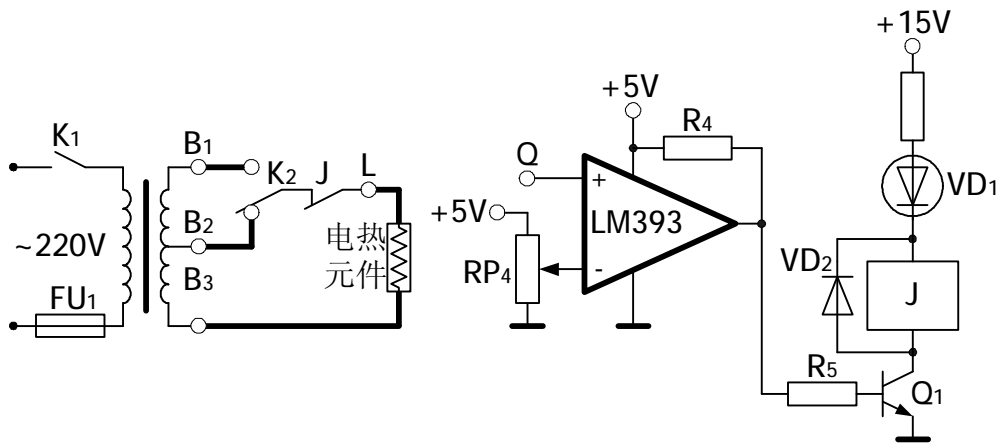 K1
~220V
FU1
B1
B2
B3
K2
J
L
电热
元件
Q
+5V
RP4
+5V
+
-
LM393
R4
R5
+15V
VD1
VD2
J
Q1